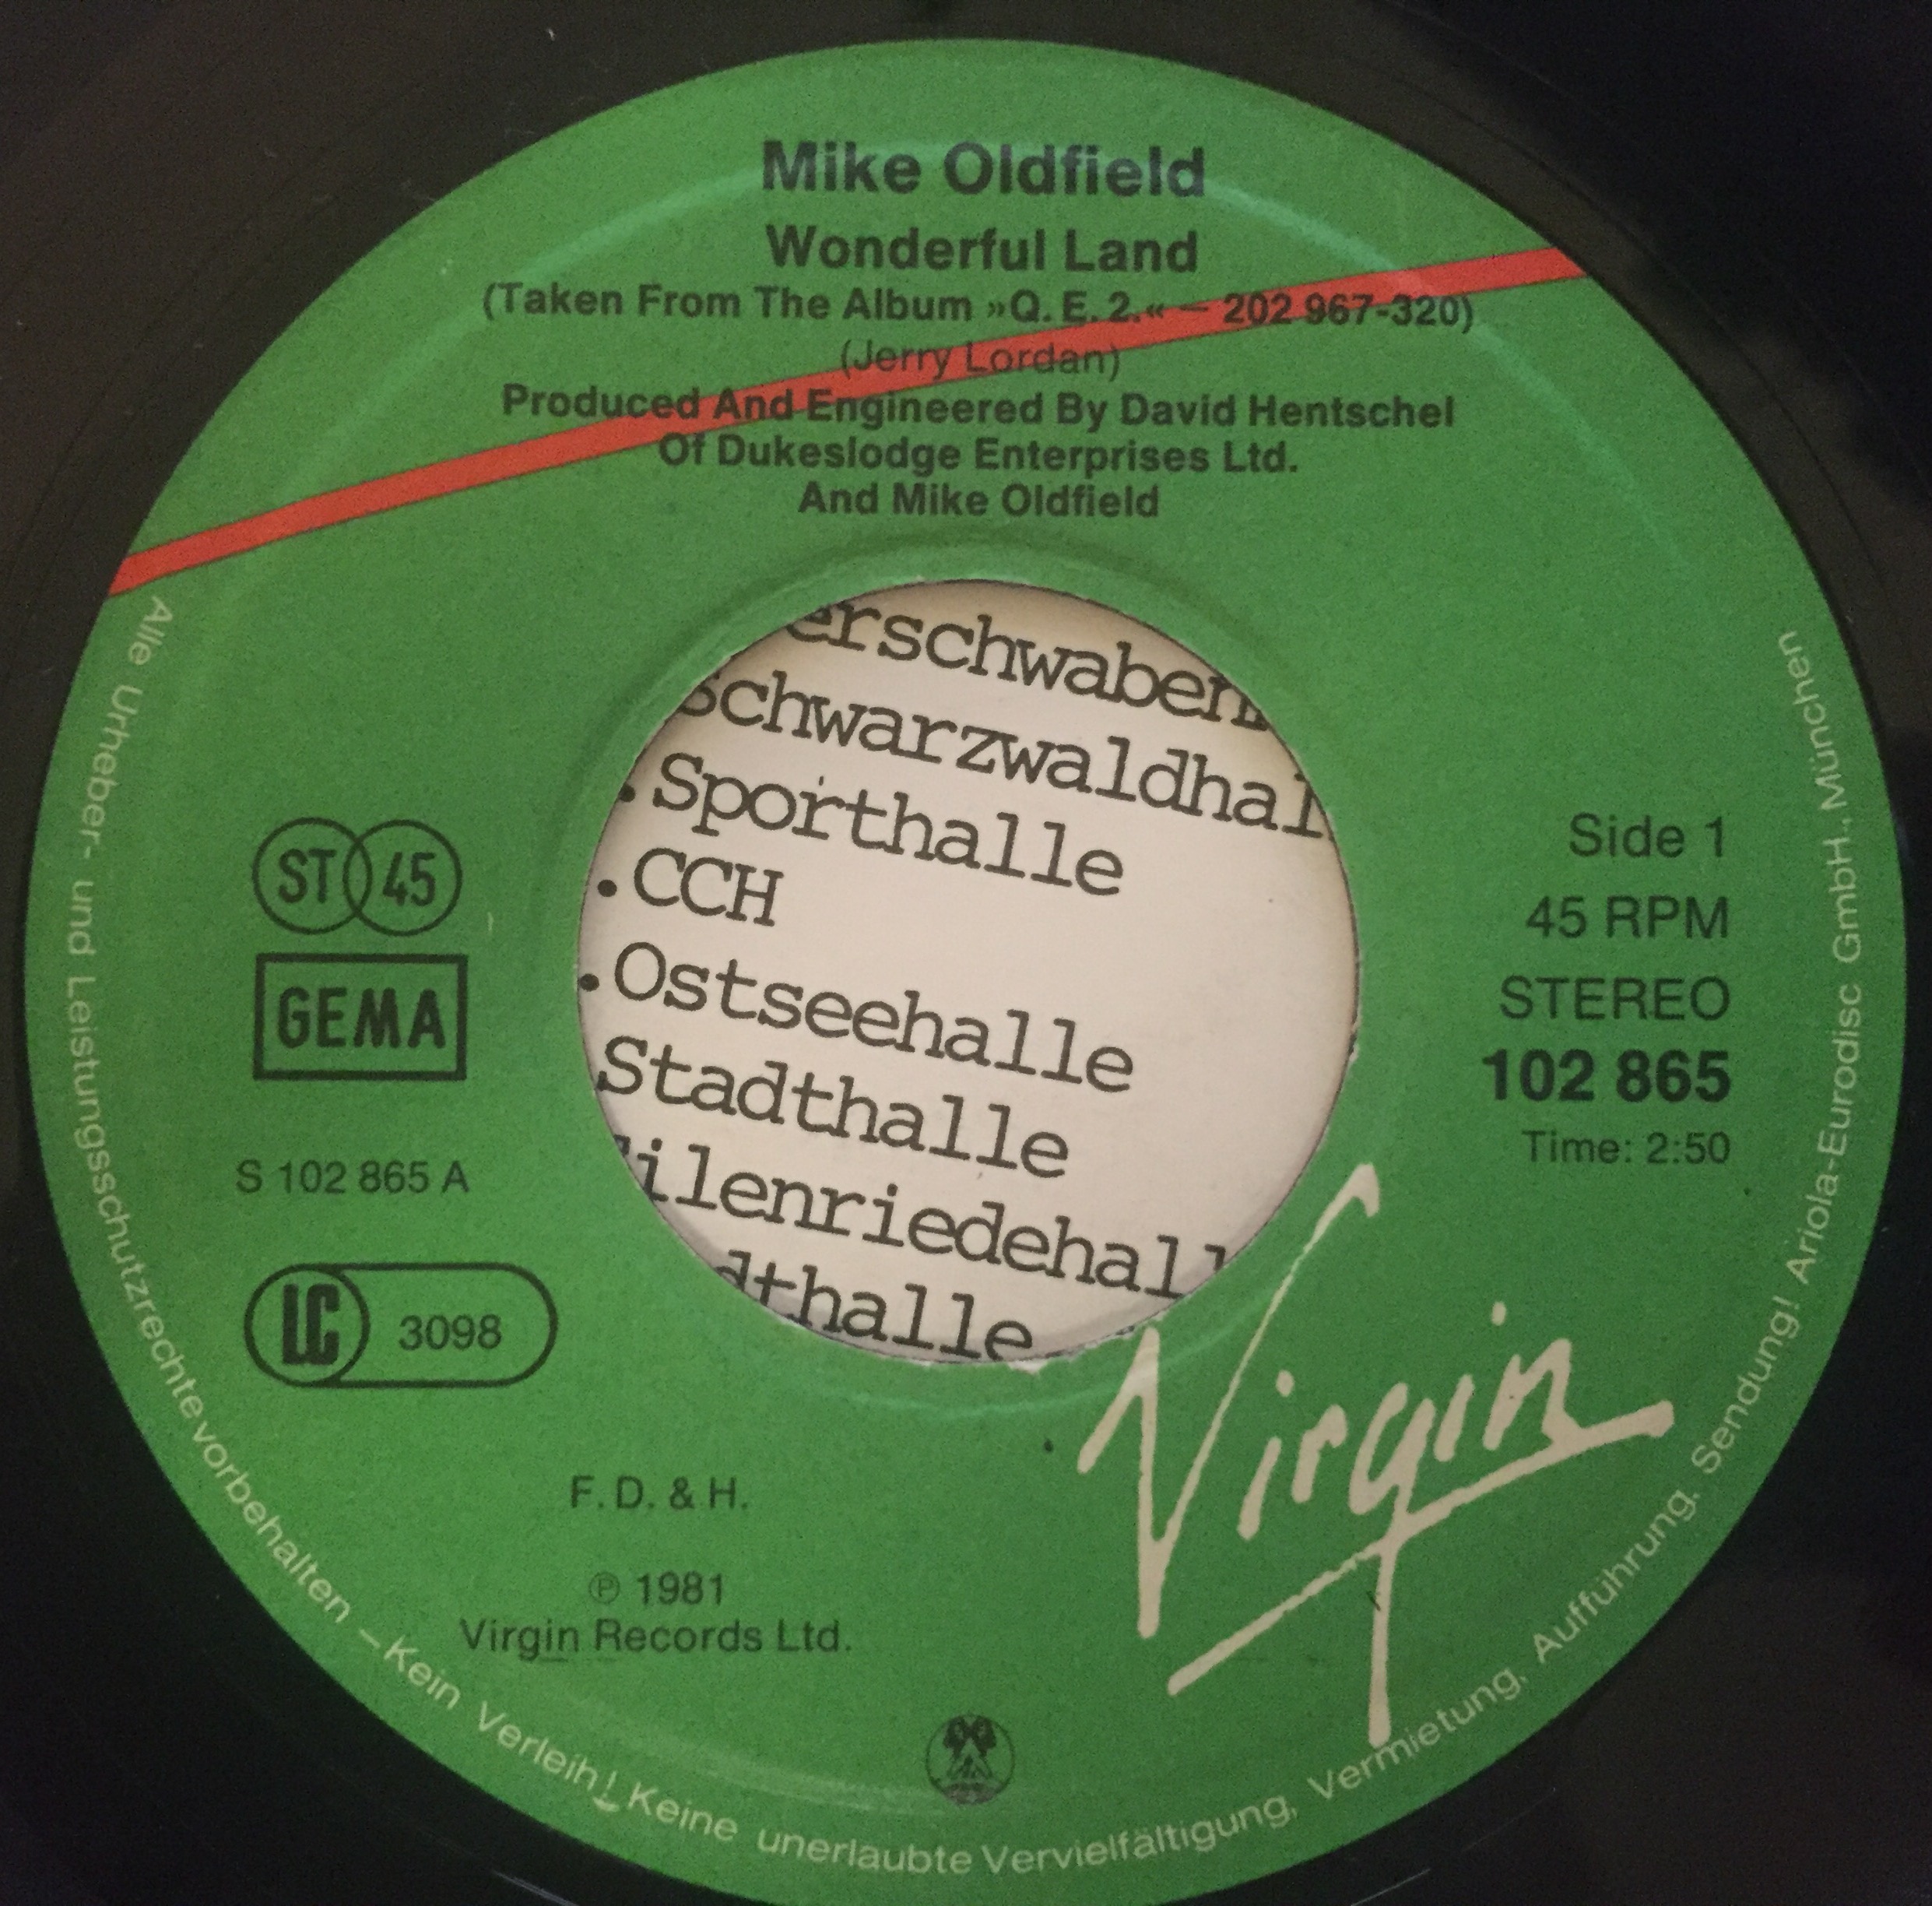 Mike Oldfield
Wonderful Land
(Taken From The Album »Q. E. 2.« – 202 967-320)
(Jerry Lordan)
Produced And Engineered By David Hentschel
Of Dukeslodge Enterprises Ltd.
And Mike Oldfield
ST 45
GEMA
S 102 865 A
LC 3098
erschwaben
Schwarzwaldhal
.Sporthalle
.CCH
.Ostseehalle
Stadthalle
ilenriedehall
dthalle
Side 1
45 RPM
STEREO
102 865
Time: 2:50
Virgin
F. D. & H.
℗ 1981
Virgin Records Ltd.
Alle Urheber- und Leistungsschutzrechte vorbehalten – Kein Verleih! Keine unerlaubte Vervielfältigung, Vermietung, Aufführung, Sendung! Ariola-Eurodisc GmbH., München